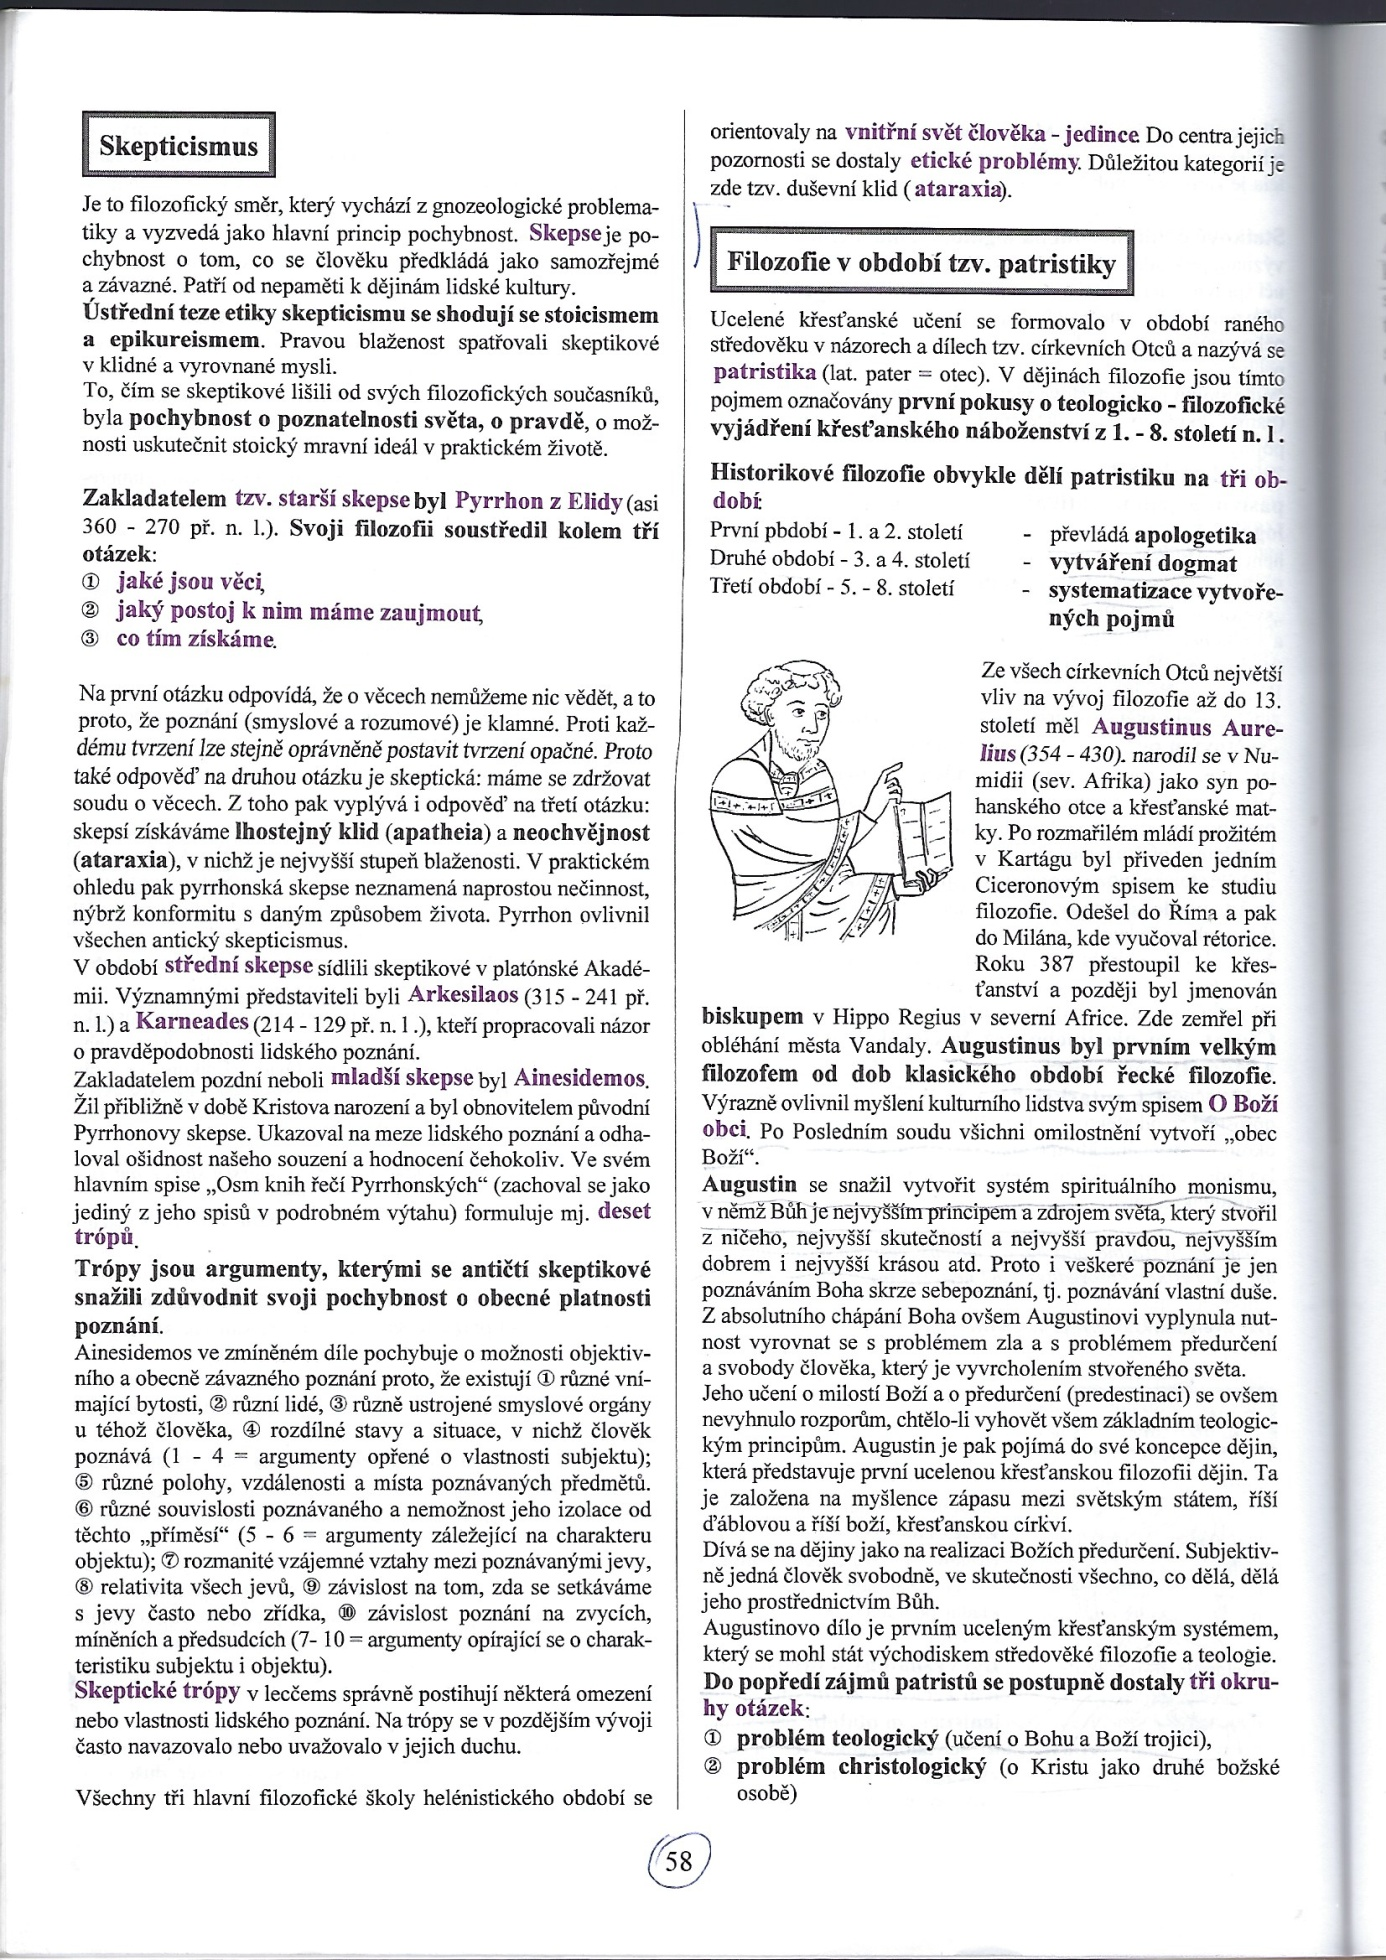 Skepticismus
Je to filozofický směr, který vychází z gnozeologické problema-
tiky a vyzvedá jako hlavní princip pochybnost. Skepse je po-
chybnost o tom, co se člověku předkládá jako samozřejmé
a závazné. Patří od nepaměti k dějinám lidské kultury.
Ústřední teze etiky skepticismu se shodují se stoicismem
a epikureismem. Pravou blaženost spatřovali skeptikové
v klidné a vyrovnané mysli.
To, čím se skeptikové lišili od svých filozofických současníků,
byla pochybnost o poznatelnosti světa, o pravdě, o mož-
nosti uskutečnit stoický mravní ideál v praktickém životě.
Zakladatelem tzv. starší skepse byl Pyrrhon z Elidy (asi
360 - 270 př. n. l.). Svoji filozofii soustředil kolem tří
otázek:
① jaké jsou věci,
② jaký postoj k nim máme zaujmout,
③ co tím získáme.
Na první otázku odpovídá, že o věcech nemůžeme nic vědět, a to
proto, že poznání (smyslové a rozumové) je klamné. Proti kaž-
dému tvrzení lze stejně oprávněně postavit tvrzení opačné. Proto
také odpověď na druhou otázku je skeptická: máme se zdržovat
soudu o věcech. Z toho pak vyplývá i odpověď na třetí otázku:
skepsí získáváme lhostejný klid (apatheia) a neochvějnost
(ataraxia), v nichž je nejvyšší stupeň blaženosti. V praktickém
ohledu pak pyrrhonská skepse neznamená naprostou nečinnost,
nýbrž konformitu s daným způsobem života. Pyrrhon ovlivnil
všechen antický skepticismus.
V období střední skepse sídlili skeptikové v platónské Akadé-
mii. Významnými představiteli byli Arkesilaos (315 - 241 př.
n. l.) a Karneades (214 - 129 př. n. l .), kteří propracovali názor
o pravděpodobnosti lidského poznání.
Zakladatelem pozdní neboli mladší skepse byl Ainesidemos.
Žil přibližně v době Kristova narození a byl obnovitelem původní
Pyrrhonovy skepse. Ukazoval na meze lidského poznání a odha-
loval ošidnost našeho souzení a hodnocení čehokoliv. Ve svém
hlavním spise „Osm knih řečí Pyrrhonských“ (zachoval se jako
jediný z jeho spisů v podrobném výtahu) formuluje mj. deset
trópů.
Trópy jsou argumenty, kterými se antičtí skeptikové
snažili zdůvodnit svoji pochybnost o obecné platnosti
poznání.
Ainesidemos ve zmíněném díle pochybuje o možnosti objektiv-
ního a obecně závazného poznání proto, že existují ① různé vní-
mající bytosti, ② různí lidé, ③ různě ustrojené smyslové orgány
u téhož člověka, ④ rozdílné stavy a situace, v nichž člověk
poznává (1 - 4 = argumenty opřené o vlastnosti subjektu);
⑤ různé polohy, vzdálenosti a místa poznávaných předmětů.
⑥ různé souvislosti poznávaného a nemožnost jeho izolace od
těchto „příměsí“ (5 - 6 = argumenty záležející na charakteru
objektu); ⑦ rozmanité vzájemné vztahy mezi poznávanými jevy,
⑧ relativita všech jevů, ⑨ závislost na tom, zda se setkáváme
s jevy často nebo zřídka, ⑩ závislost poznání na zvycích,
míněních a předsudcích (7- 10 = argumenty opírající se o charak-
teristiku subjektu i objektu).
Skeptické trópy v lecčems správně postihují některá omezení
nebo vlastnosti lidského poznání. Na trópy se v pozdějším vývoji
často navazovalo nebo uvažovalo v jejich duchu.
Všechny tři hlavní filozofické školy helénistického období se
orientovaly na vnitřní svět člověka - jedince. Do centra jejich
pozornosti se dostaly etické problémy. Důležitou kategorií je
zde tzv. duševní klid ( ataraxia).
Filozofie v období tzv. patristiky
Ucelené křesťanské učení se formovalo v období raného
středověku v názorech a dílech tzv. církevních Otců a nazývá se
patristika (lat. pater = otec). V dějinách filozofie jsou tímto
pojmem označovány první pokusy o teologicko - filozofické
vyjádření křesťanského náboženství z 1. - 8. století n. l .
Historikové filozofie obvykle dělí patristiku na tři ob-
dobí:
První pbdobí - 1. a 2. století - převládá apologetika
Druhé období - 3. a 4. století - vytváření dogmat
Třetí období - 5. - 8. století - systematizace vytvoře-
ných pojmů
Ze všech církevních Otců největší
vliv na vývoj filozofie až do 13.
století měl Augustinus Aure-
lius (354 - 430). narodil se v Nu-
midii (sev. Afrika) jako syn po-
hanského otce a křesťanské mat-
ky. Po rozmařilém mládí prožitém
v Kartágu byl přiveden jedním
Ciceronovým spisem ke studiu
filozofie. Odešel do Říma a pak
do Milána, kde vyučoval rétorice.
Roku 387 přestoupil ke křes-
ťanství a později byl jmenován
biskupem v Hippo Regius v severní Africe. Zde zemřel při
obléhání města Vandaly. Augustinus byl prvním velkým
filozofem od dob klasického období řecké filozofie.
Výrazně ovlivnil myšlení kulturního lidstva svým spisem O Boží
obci. Po Posledním soudu všichni omilostnění vytvoří „obec
Boží“.
Augustin se snažil vytvořit systém spirituálního monismu,
v němž Bůh je nejvyšším principem a zdrojem světa, který stvořil
z ničeho, nejvyšší skutečností a nejvyšší pravdou, nejvyšším
dobrem i nejvyšší krásou atd. Proto i veškeré poznání je jen
poznáváním Boha skrze sebepoznání, tj. poznávání vlastní duše.
Z absolutního chápání Boha ovšem Augustinovi vyplynula nut-
nost vyrovnat se s problémem zla a s problémem předurčení
a svobody člověka, který je vyvrcholením stvořeného světa.
Jeho učení o milostí Boží a o předurčení (predestinaci) se ovšem
nevyhnulo rozporům, chtělo-li vyhovět všem základním teologic-
kým principům. Augustin je pak pojímá do své koncepce dějin,
která představuje první ucelenou křesťanskou filozofii dějin. Ta
je založena na myšlence zápasu mezi světským státem, říší
ďáblovou a říší boží, křesťanskou církví.
Dívá se na dějiny jako na realizaci Božích předurčení. Subjektiv-
ně jedná člověk svobodně, ve skutečnosti všechno, co dělá, dělá
jeho prostřednictvím Bůh.
Augustinovo dílo je prvním uceleným křesťanským systémem,
který se mohl stát východiskem středověké filozofie a teologie.
Do popředí zájmů patristů se postupně dostaly tři okru-
hy otázek:
① problém teologický (učení o Bohu a Boží trojici),
② problém christologický (o Kristu jako druhé božské
osobě)
58